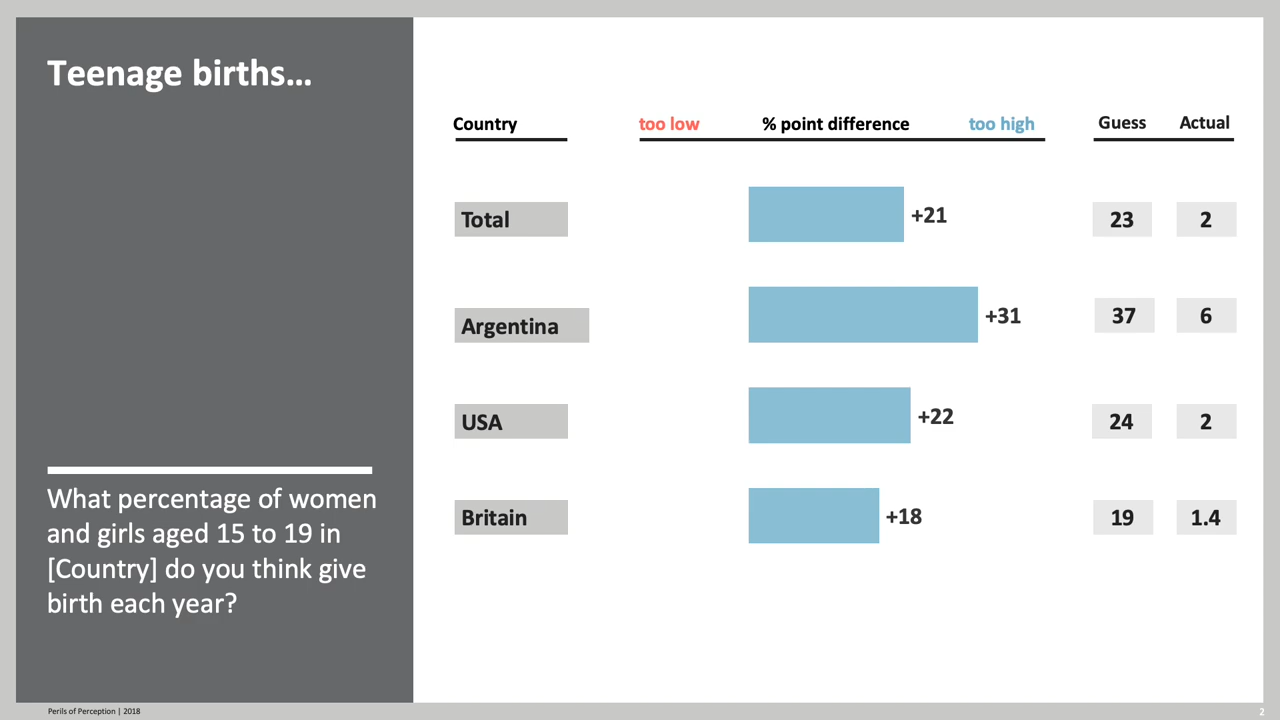 Teenage births…
Country too low % point difference too high Guess Actual
Total +21 23 2
Argentina +31 37 6
USA +22 24 2
Britain +18 19 1.4
What percentage of women
and girls aged 15 to 19 in
[Country] do you think give
birth each year?
Perils of Perception | 2018
2